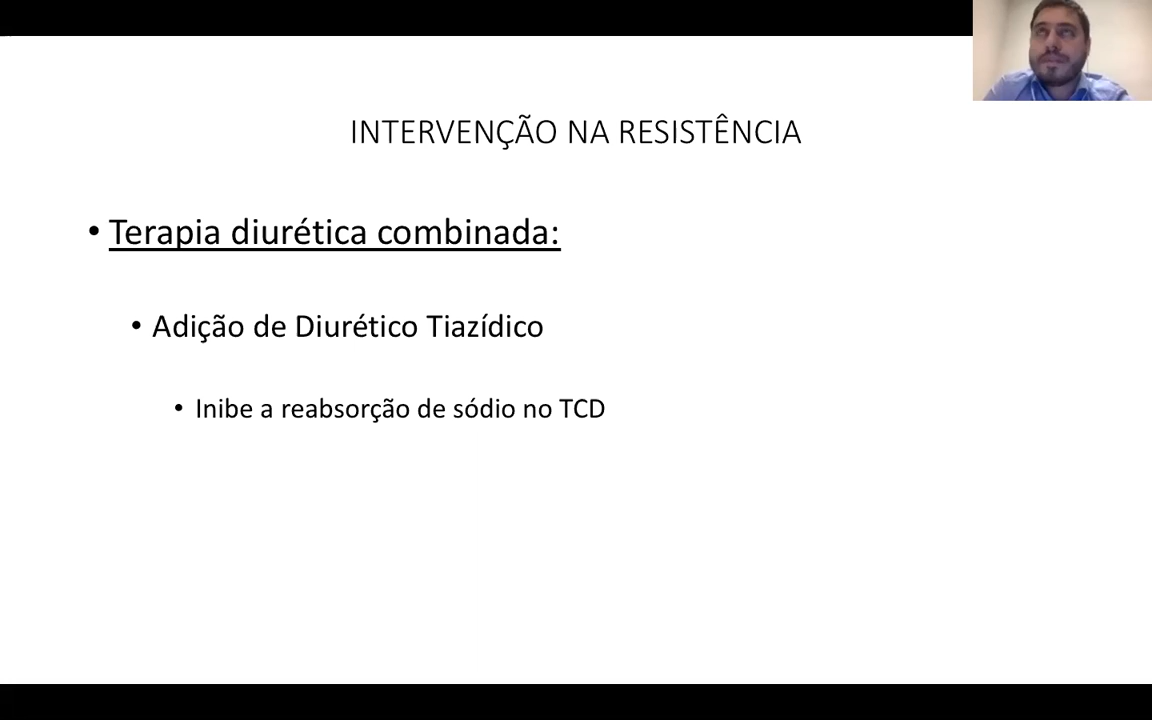 INTERVENÇÃO NA RESISTÊNCIA
• Terapia diurética combinada:
• Adição de Diurético Tiazídico
• Inibe a reabsorção de sódio no TCD